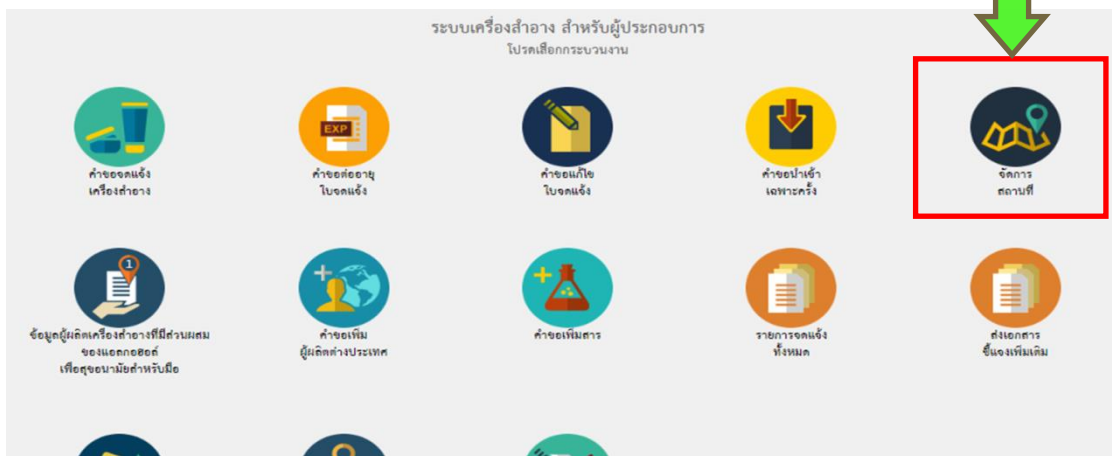 ระบบเครื่องสำอาง สำหรับผู้ประกอบการ
โปรดเลือกกระบวนงาน
EXP
คำขอจดแจ้ง
เครื่องสำอาง
คำขอต่ออายุ
ใบจดแจ้ง
คำขอแก้ไข
ใบจดแจ้ง
คำขอนำเข้า
เฉพาะครั้ง
จัดการ
สถานที่
1
ข้อมูลผู้ผลิตเครื่องสำอางที่มีส่วนผสม
ของแอลกอฮอล์
เพื่อสุขอนามัยสำหรับมือ
คำขอเพิ่ม
ผู้ผลิตต่างประเทศ
คำขอเพิ่มสาร
รายการจดแจ้ง
ทั้งหมด
ส่งเอกสาร
ชี้แจงเพิ่มเติม